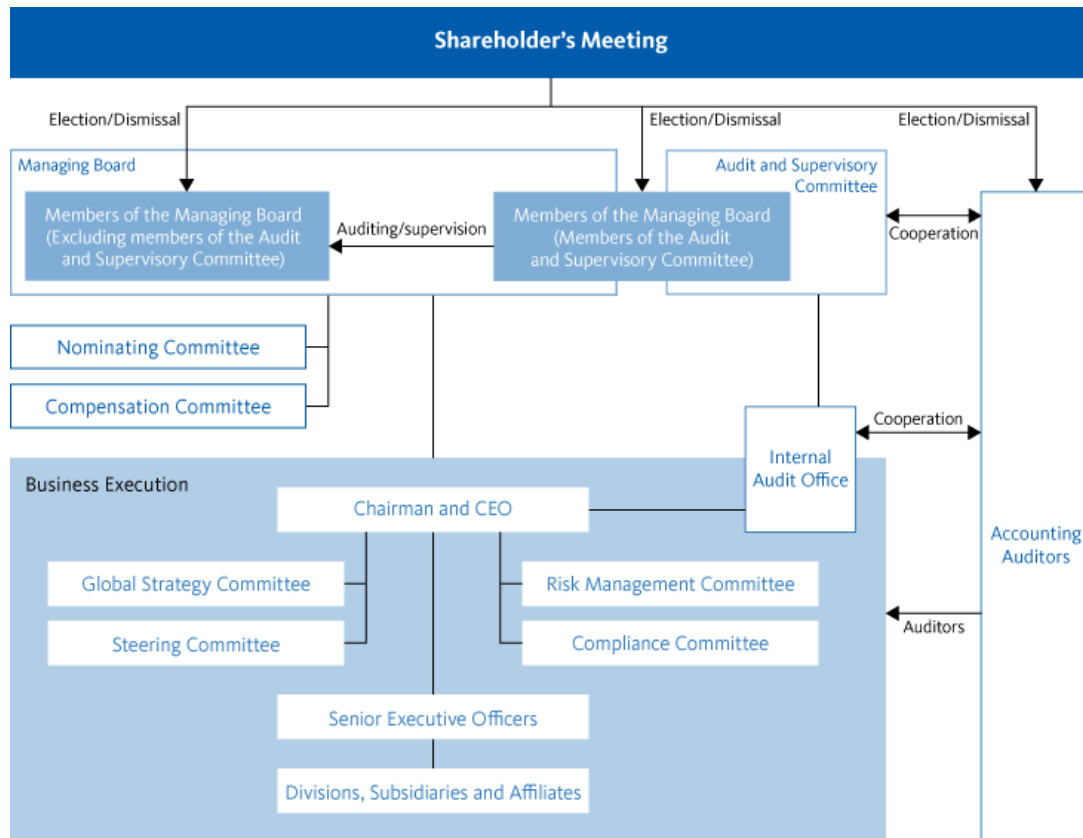 Shareholder's Meeting
Election/Dismissal
Election/Dismissal
Election/Dismissal
Managing Board
Audit and Supervisory
Committee
Members of the Managing Board
(Excluding members of the Audit
and Supervisory Committee)
Auditing/supervision
Members of the Managing Board
(Members of the Audit
and Supervisory Committee)
Cooperation
Nominating Committee
Compensation Committee
Cooperation
Internal
Audit Office
Business Execution
Chairman and CEO
Accounting
Auditors
Global Strategy Committee
Risk Management Committee
Steering Committee
Compliance Committee
Auditors
Senior Executive Officers
Divisions, Subsidiaries and Affiliates